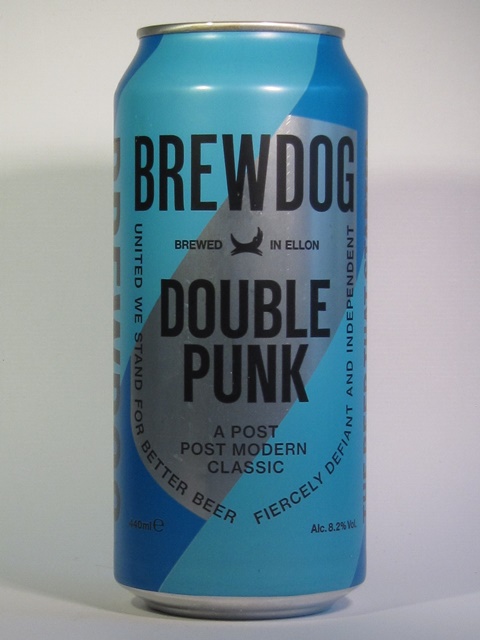 BREWDOG
BREWED IN ELLON
DOUBLE
PUNK
A POST
POST MODERN
CLASSIC
UNITED WE STAND FOR BETTER BEER
FIERCELY DEFIANT AND INDEPENDENT
440ml e
Alc. 8.2% Vol.
BREWDOG